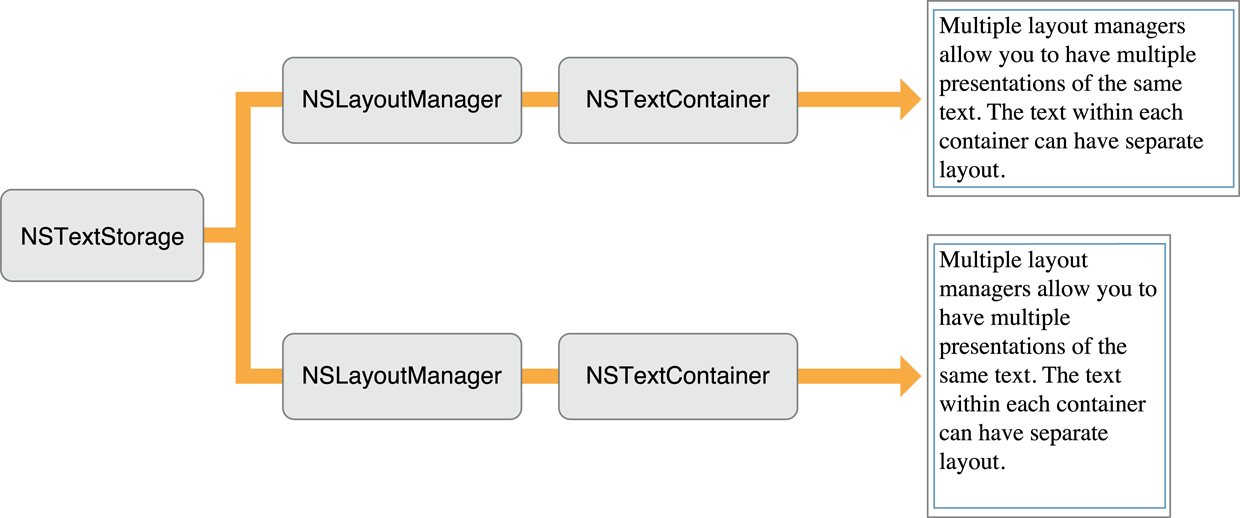 NSTextStorage
NSLayoutManager
NSTextContainer
Multiple layout managers
allow you to have multiple
presentations of the same
text. The text within each
container can have separate
layout.
NSLayoutManager
NSTextContainer
Multiple layout
managers allow you to
have multiple
presentations of the
same text. The text
within each container
can have separate
layout.